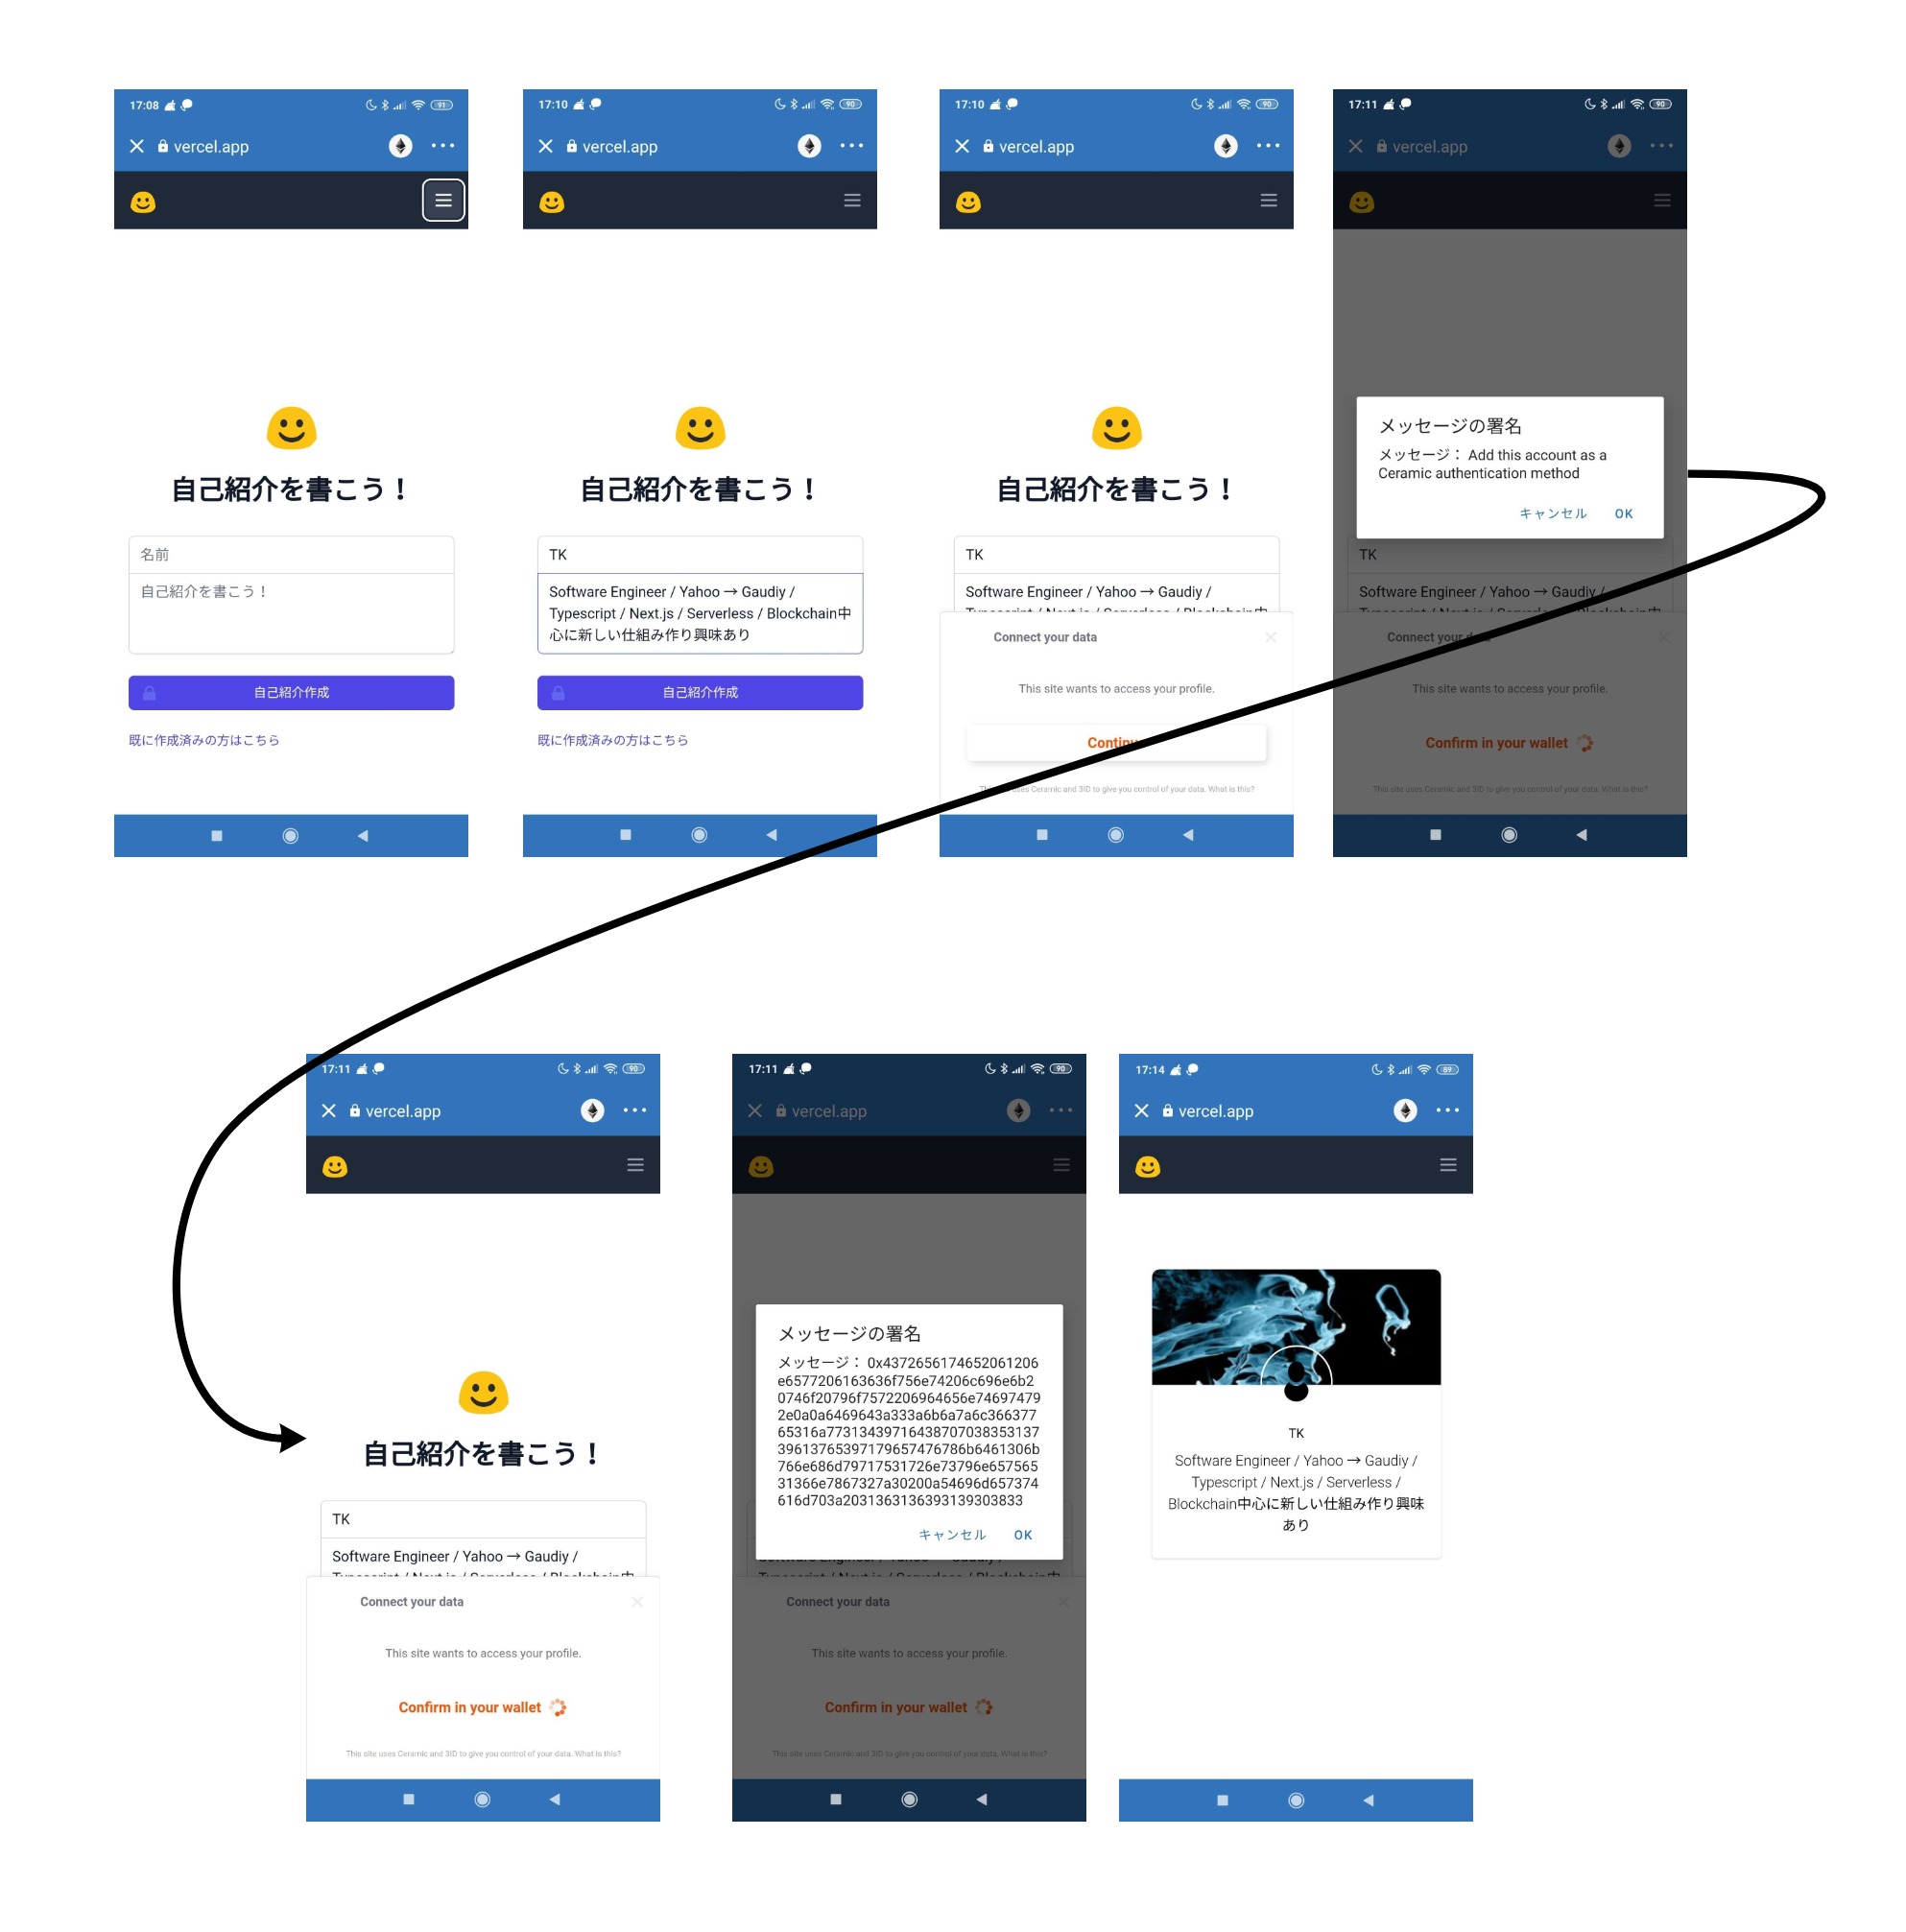 17:08
91
vercel.app
自己紹介を書こう！
名前
自己紹介を書こう！
自己紹介作成
既に作成済みの方はこちら
17:10
90
vercel.app
自己紹介を書こう！
TK
Software Engineer / Yahoo → Gaudiy /
Typescript / Next.js / Serverless / Blockchain中
心に新しい仕組み作り興味あり
自己紹介作成
既に作成済みの方はこちら
17:10
90
vercel.app
自己紹介を書こう！
TK
Software Engineer / Yahoo → Gaudiy /
Connect your data
This site wants to access your profile.
uses Ceramic and 3ID to give you control of your data. What is this?
17:11
90
vercel.app
メッセージの署名
メッセージ： Add this account as a
Ceramic authentication method
キャンセル OK
TK
Software Engineer / Yahoo → Gaudiy /
Connect your
This site wants to access your profile.
Confirm in your wallet
This site uses Ceramic and 3ID to give you control of your data. What is this?
17:11
90
vercel.app
自己紹介を書こう！
TK
Software Engineer / Yahoo → Gaudiy /
Connect your data
This site wants to access your profile.
Confirm in your wallet
This site uses Ceramic and 3ID to give you control of your data. What is this?
17:11
90
vercel.app
メッセージの署名
メッセージ： 0x4372656174652061206
e6577206163636f756e74206c696e6b2
0746f20796f7572206964656e74697479
2e0a0a6469643a333a6b6a7a6c366377
65316a77313439716438707038353137
39613765397179657476786b6461306b
766e686d79717531726e73796e657565
31366e7867327a30200a54696d657374
616d703a2031363136393139303833
キャンセル OK
Connect your data
This site wants to access your profile.
Confirm in your wallet
This site uses Ceramic and 3ID to give you control of your data. What is this?
17:14
89
vercel.app
TK
Software Engineer / Yahoo → Gaudiy /
Typescript / Next.js / Serverless /
Blockchain中心に新しい仕組み作り興味
あり